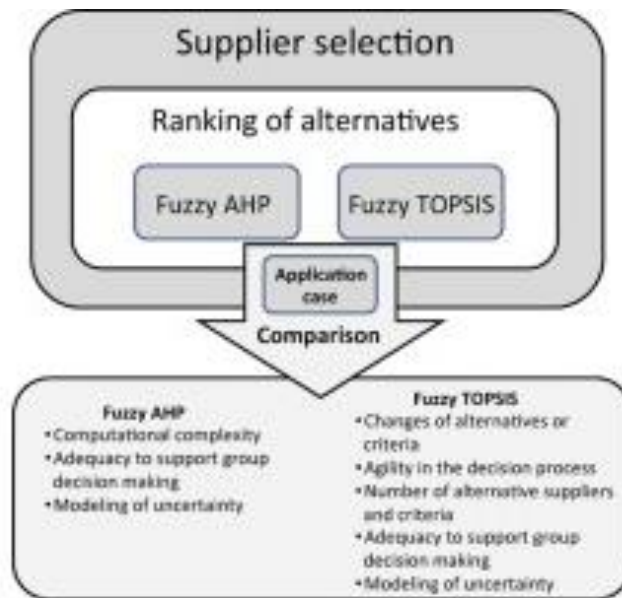 Supplier selection
Ranking of alternatives
Fuzzy AHP
Fuzzy TOPSIS
Application
case
Comparison
Fuzzy AHP
•Computational complexity
•Adequacy to support group
decision making
•Modeling of uncertainty
Fuzzy TOPSIS
•Changes of alternatives or
criteria
•Agility in the decision process
•Number of alternative suppliers
and criteria
•Adequacy to support group
decision making
•Modeling of uncertainty